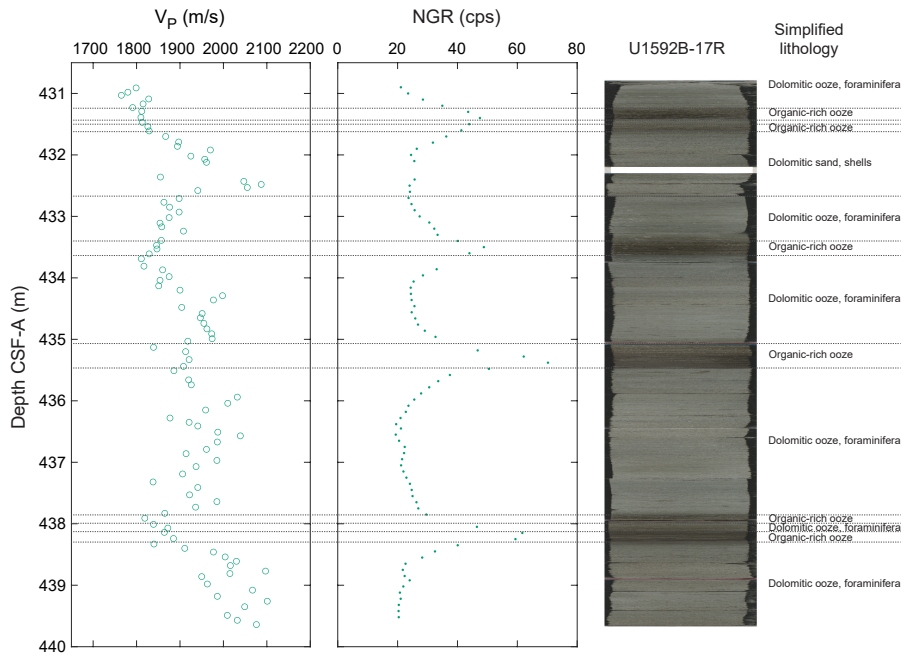 V_P (m/s)
NGR (cps)
Simplified
lithology
U1592B-17R
1700 1800 1900 2000 2100 2200
0 20 40 60 80
Depth CSF-A (m)
431
432
433
434
435
436
437
438
439
440
Dolomitic ooze, foraminifera
Organic-rich ooze
Organic-rich ooze
Dolomitic sand, shells
Dolomitic ooze, foraminifera
Organic-rich ooze
Dolomitic ooze, foraminifera
Organic-rich ooze
Dolomitic ooze, foraminifera
Organic-rich ooze
Dolomitic ooze, foraminifera
Organic-rich ooze
Dolomitic ooze, foraminifera